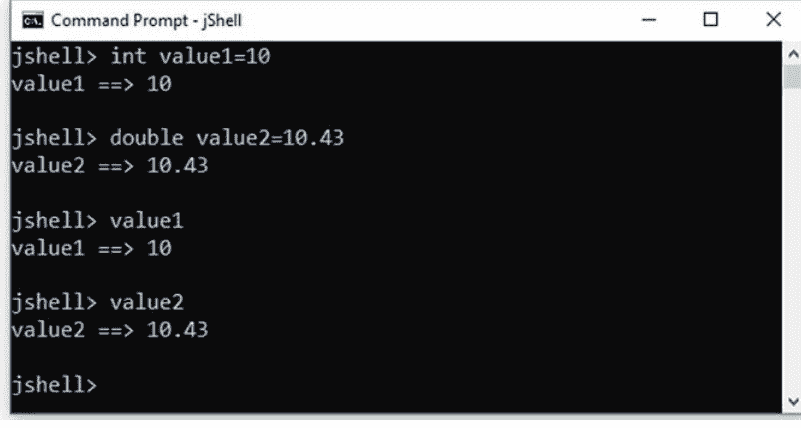 Command Prompt - jShell
jshell> int value1=10
value1 ==> 10
jshell> double value2=10.43
value2 ==> 10.43
jshell> value1
value1 ==> 10
jshell> value2
value2 ==> 10.43
jshell>